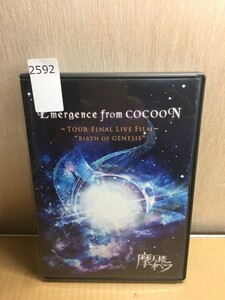 2592
Emergence from COCOON
~TOUR FINAL LIVE FILM~
"BIRTH OF GENESIS"
摩天楼オペラ